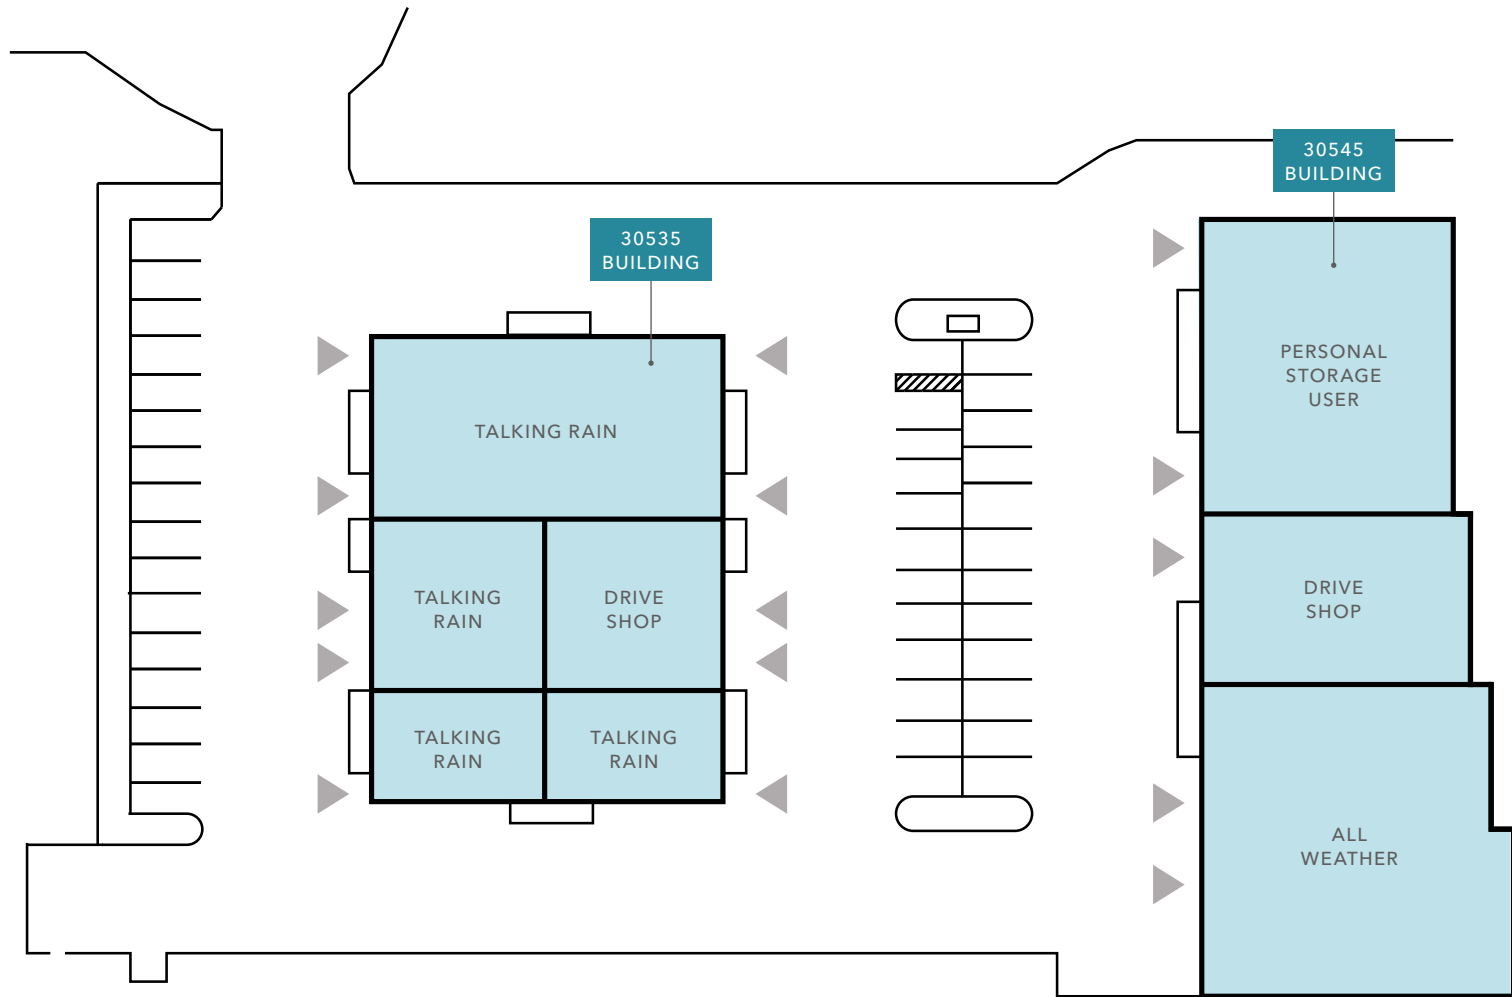 30545
BUILDING
30535
BUILDING
PERSONAL
STORAGE
USER
TALKING RAIN
TALKING
RAIN
DRIVE
SHOP
DRIVE
SHOP
TALKING
RAIN
TALKING
RAIN
ALL
WEATHER